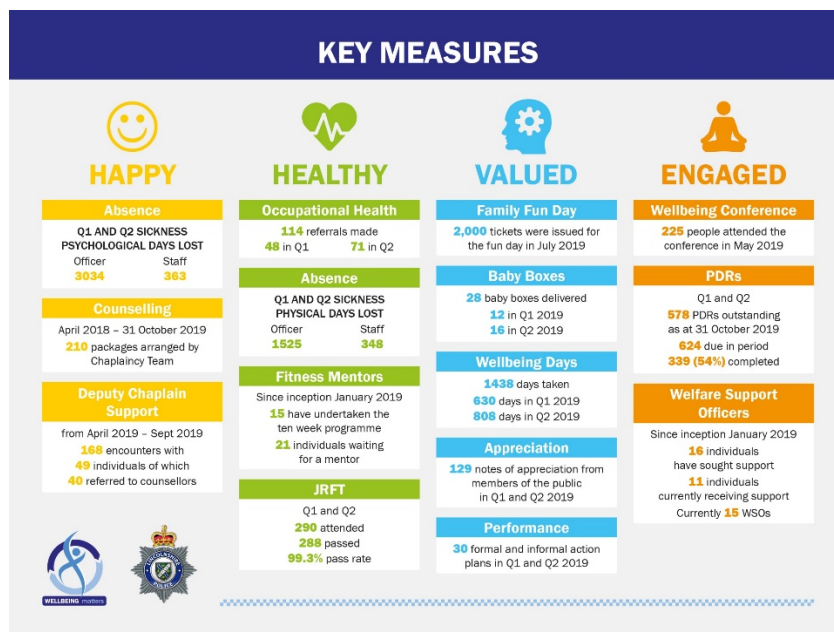 KEY MEASURES
HAPPY
Absence
Q1 AND Q2 SICKNESS
PSYCHOLOGICAL DAYS LOST
Officer Staff
3034 363
Counselling
April 2018 – 31 October 2019
210 packages arranged by
Chaplaincy Team
Deputy Chaplain
Support
from April 2019 – Sept 2019
168 encounters with
49 individuals of which
40 referred to counsellors
HEALTHY
Occupational Health
114 referrals made
48 in Q1 71 in Q2
Absence
Q1 AND Q2 SICKNESS
PHYSICAL DAYS LOST
Officer Staff
1525 348
Fitness Mentors
Since inception January 2019
15 have undertaken the
ten week programme
21 individuals waiting
for a mentor
JRFT
Q1 and Q2
290 attended
288 passed
99.3% pass rate
VALUED
Family Fun Day
2,000 tickets were issued for
the fun day in July 2019
Baby Boxes
28 baby boxes delivered
12 in Q1 2019
16 in Q2 2019
Wellbeing Days
1438 days taken
630 days in Q1 2019
808 days in Q2 2019
Appreciation
129 notes of appreciation from
members of the public
in Q1 and Q2 2019
Performance
30 formal and informal action
plans in Q1 and Q2 2019
ENGAGED
Wellbeing Conference
225 people attended the
conference in May 2019
PDRs
Q1 and Q2
578 PDRs outstanding
as at 31 October 2019
624 due in period
339 (54%) completed
Welfare Support
Officers
Since inception January 2019
16 individuals
have sought support
11 individuals
currently receiving support
Currently 15 WSOs
WELLBEING matters
LINCOLNSHIRE
POLICE